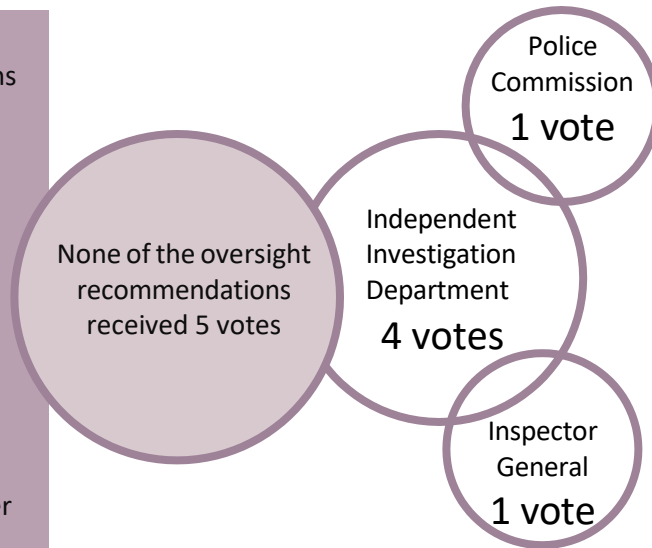 None of the oversight
recommendations
received 5 votes
Police
Commission
1 vote
Independent
Investigation
Department
4 votes
Inspector
General
1 vote